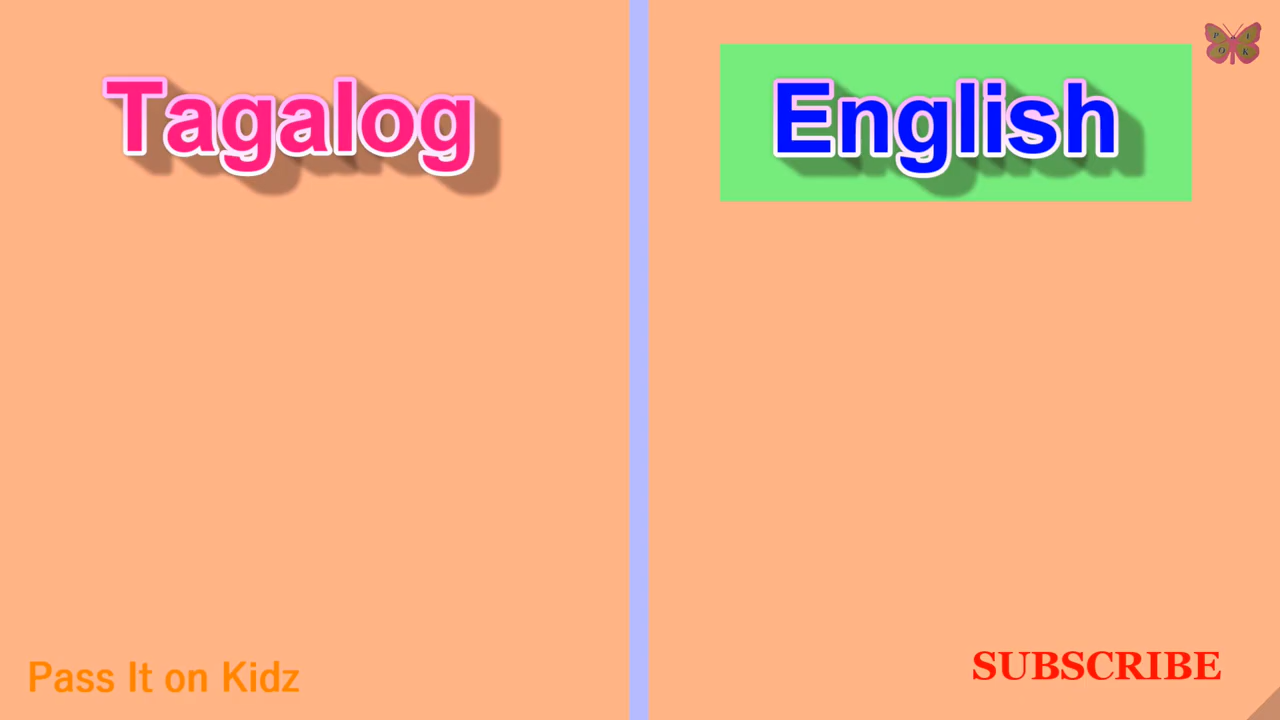 Tagalog
English
P I
O K
Pass It on Kidz
SUBSCRIBE